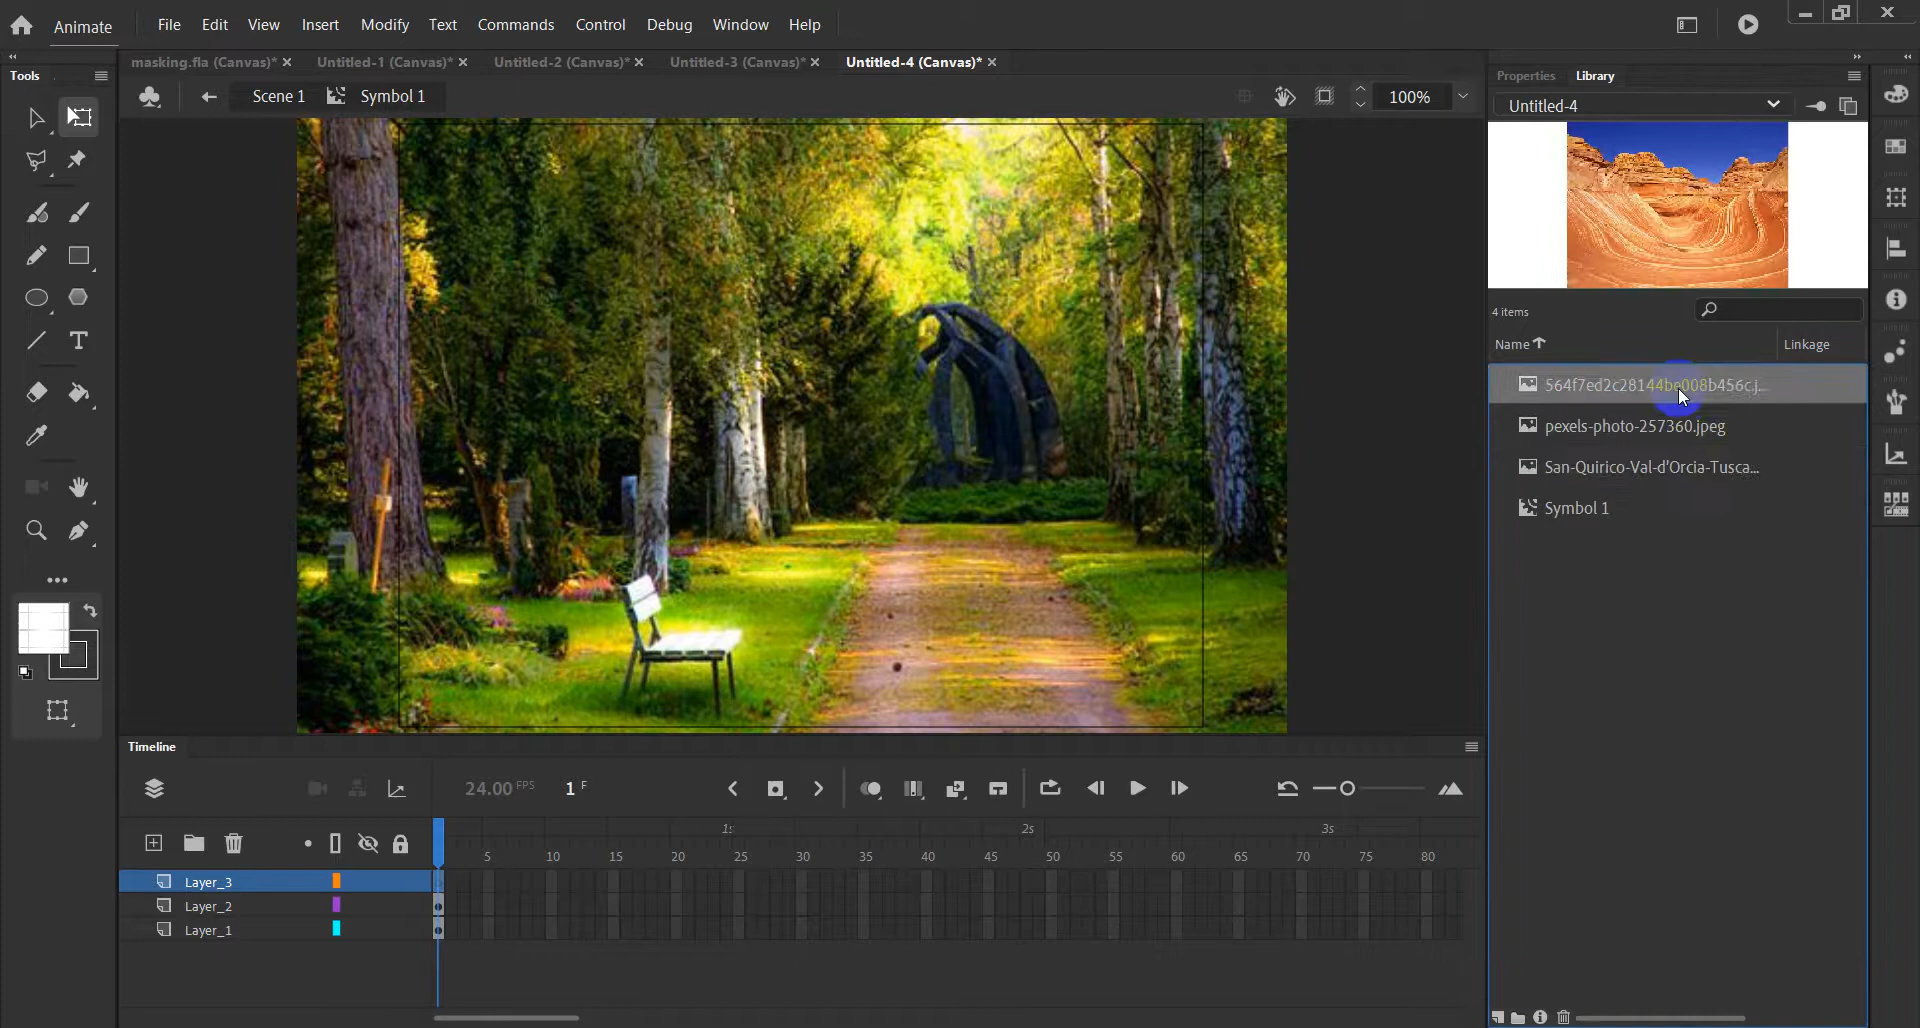 Animate
File Edit View Insert Modify Text Commands Control Debug Window Help
masking.fla (Canvas)* Untitled-1 (Canvas)* Untitled-2 (Canvas)* Untitled-3 (Canvas)* Untitled-4 (Canvas)*
Properties Library
Tools
Scene 1 Symbol 1
100%
Untitled-4
4 items
Name Linkage
564f7ed2c28144be008b456c.j...
pexels-photo-257360.jpeg
San-Quirico-Val-d'Orcia-Tusca...
Symbol 1
Timeline
24.00 FPS 1 F
1s 2s 3s
5 10 15 20 25 30 35 40 45 50 55 60 65 70 75 80
Layer_3
Layer_2
Layer_1